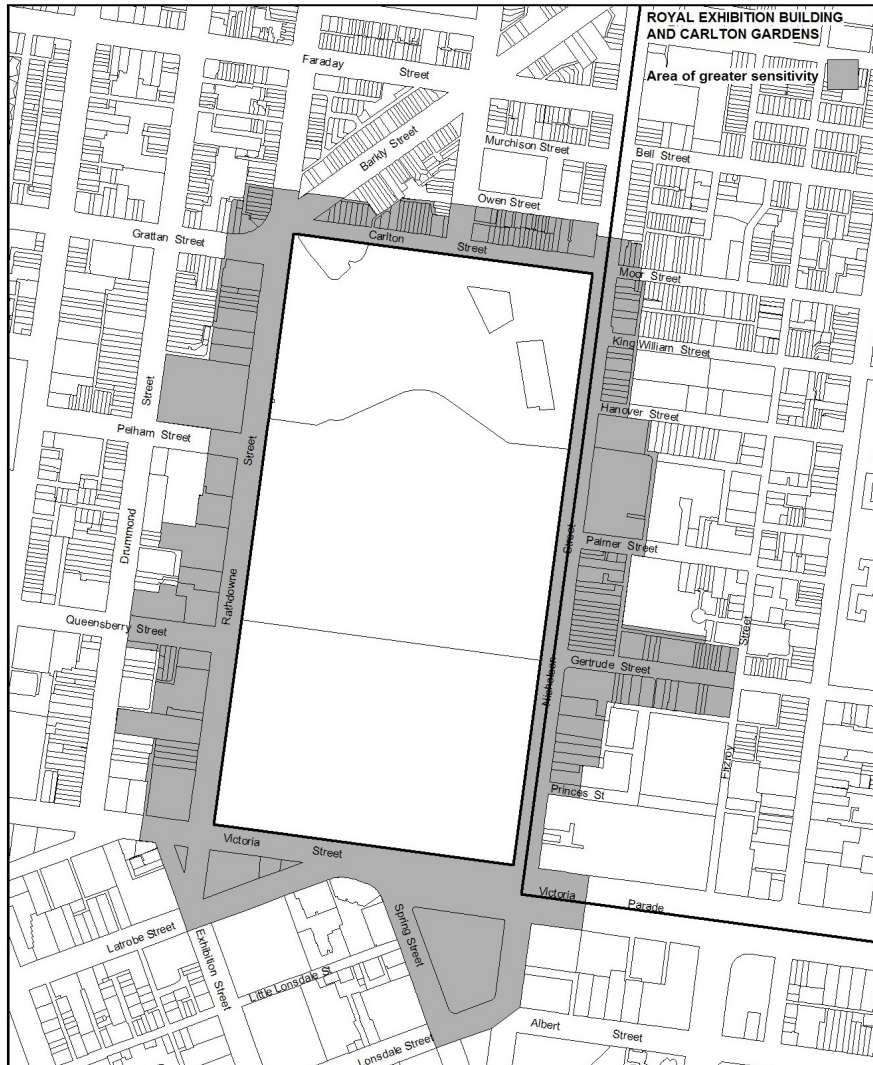 ROYAL EXHIBITION BUILDING
AND CARLTON GARDENS
Area of greater sensitivity
Faraday Street
Barkly Street
Murchison Street
Bell Street
Owen Street
Grattan Street
Carlton Street
Moor Street
King William Street
Hanover Street
Street
Pelham Street
Street
Drummond
Street
Palmer Street
Rathdowne
Queensberry Street
Street
Gertrude Street
Nicholson
Fitzroy
Princes St
Victoria Street
Victoria Parade
Spring Street
Latrobe Street
Exhibition Street
Little Lonsdale St
Albert Street
Lonsdale Street